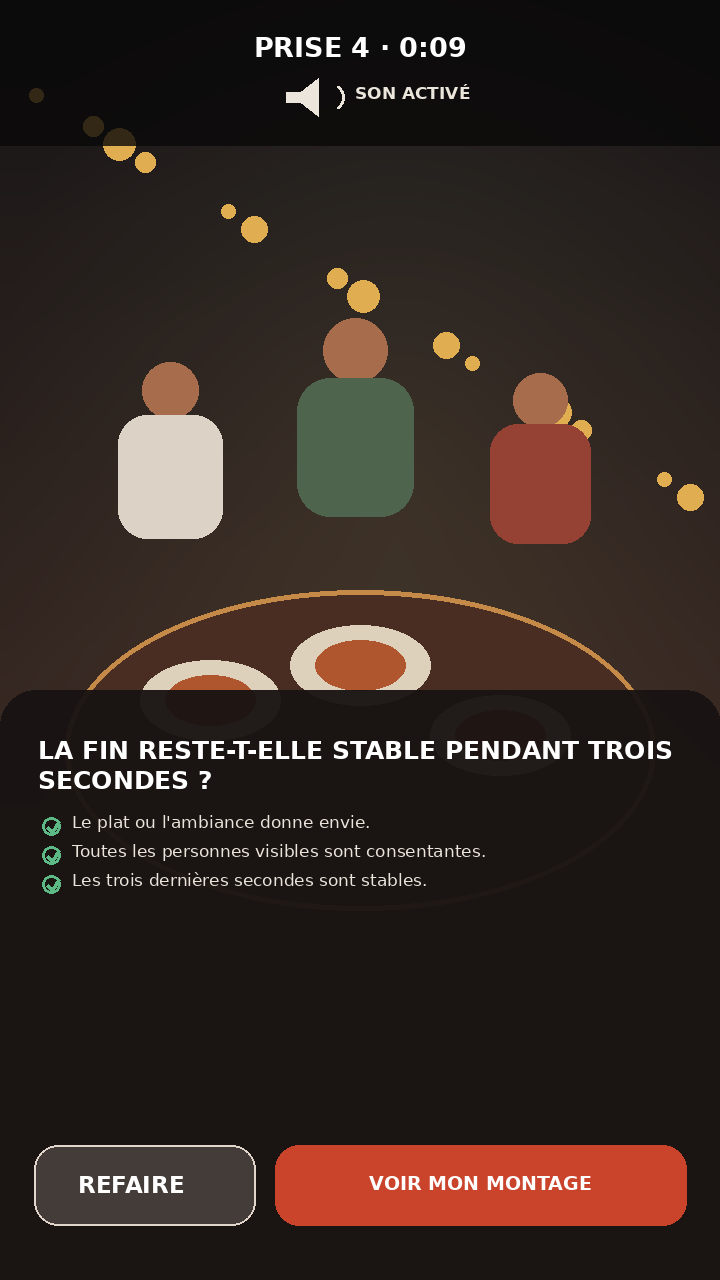 PRISE 4 · 0:09
SON ACTIVÉ
LA FIN RESTE-T-ELLE STABLE PENDANT TROIS
SECONDES ?
Le plat ou l'ambiance donne envie.
Toutes les personnes visibles sont consentantes.
Les trois dernières secondes sont stables.
REFAIRE
VOIR MON MONTAGE